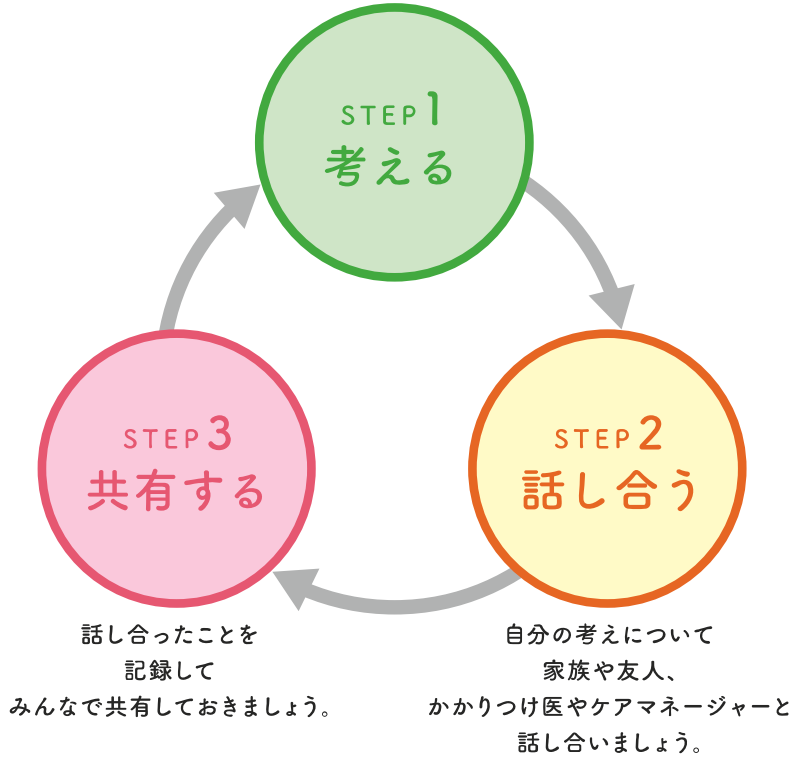 STEP 1
考える
STEP 2
話し合う
自分の考えについて
家族や友人、
かかりつけ医やケアマネージャーと
話し合いましょう。
STEP 3
共有する
話し合ったことを
記録して
みんなで共有しておきましょう。